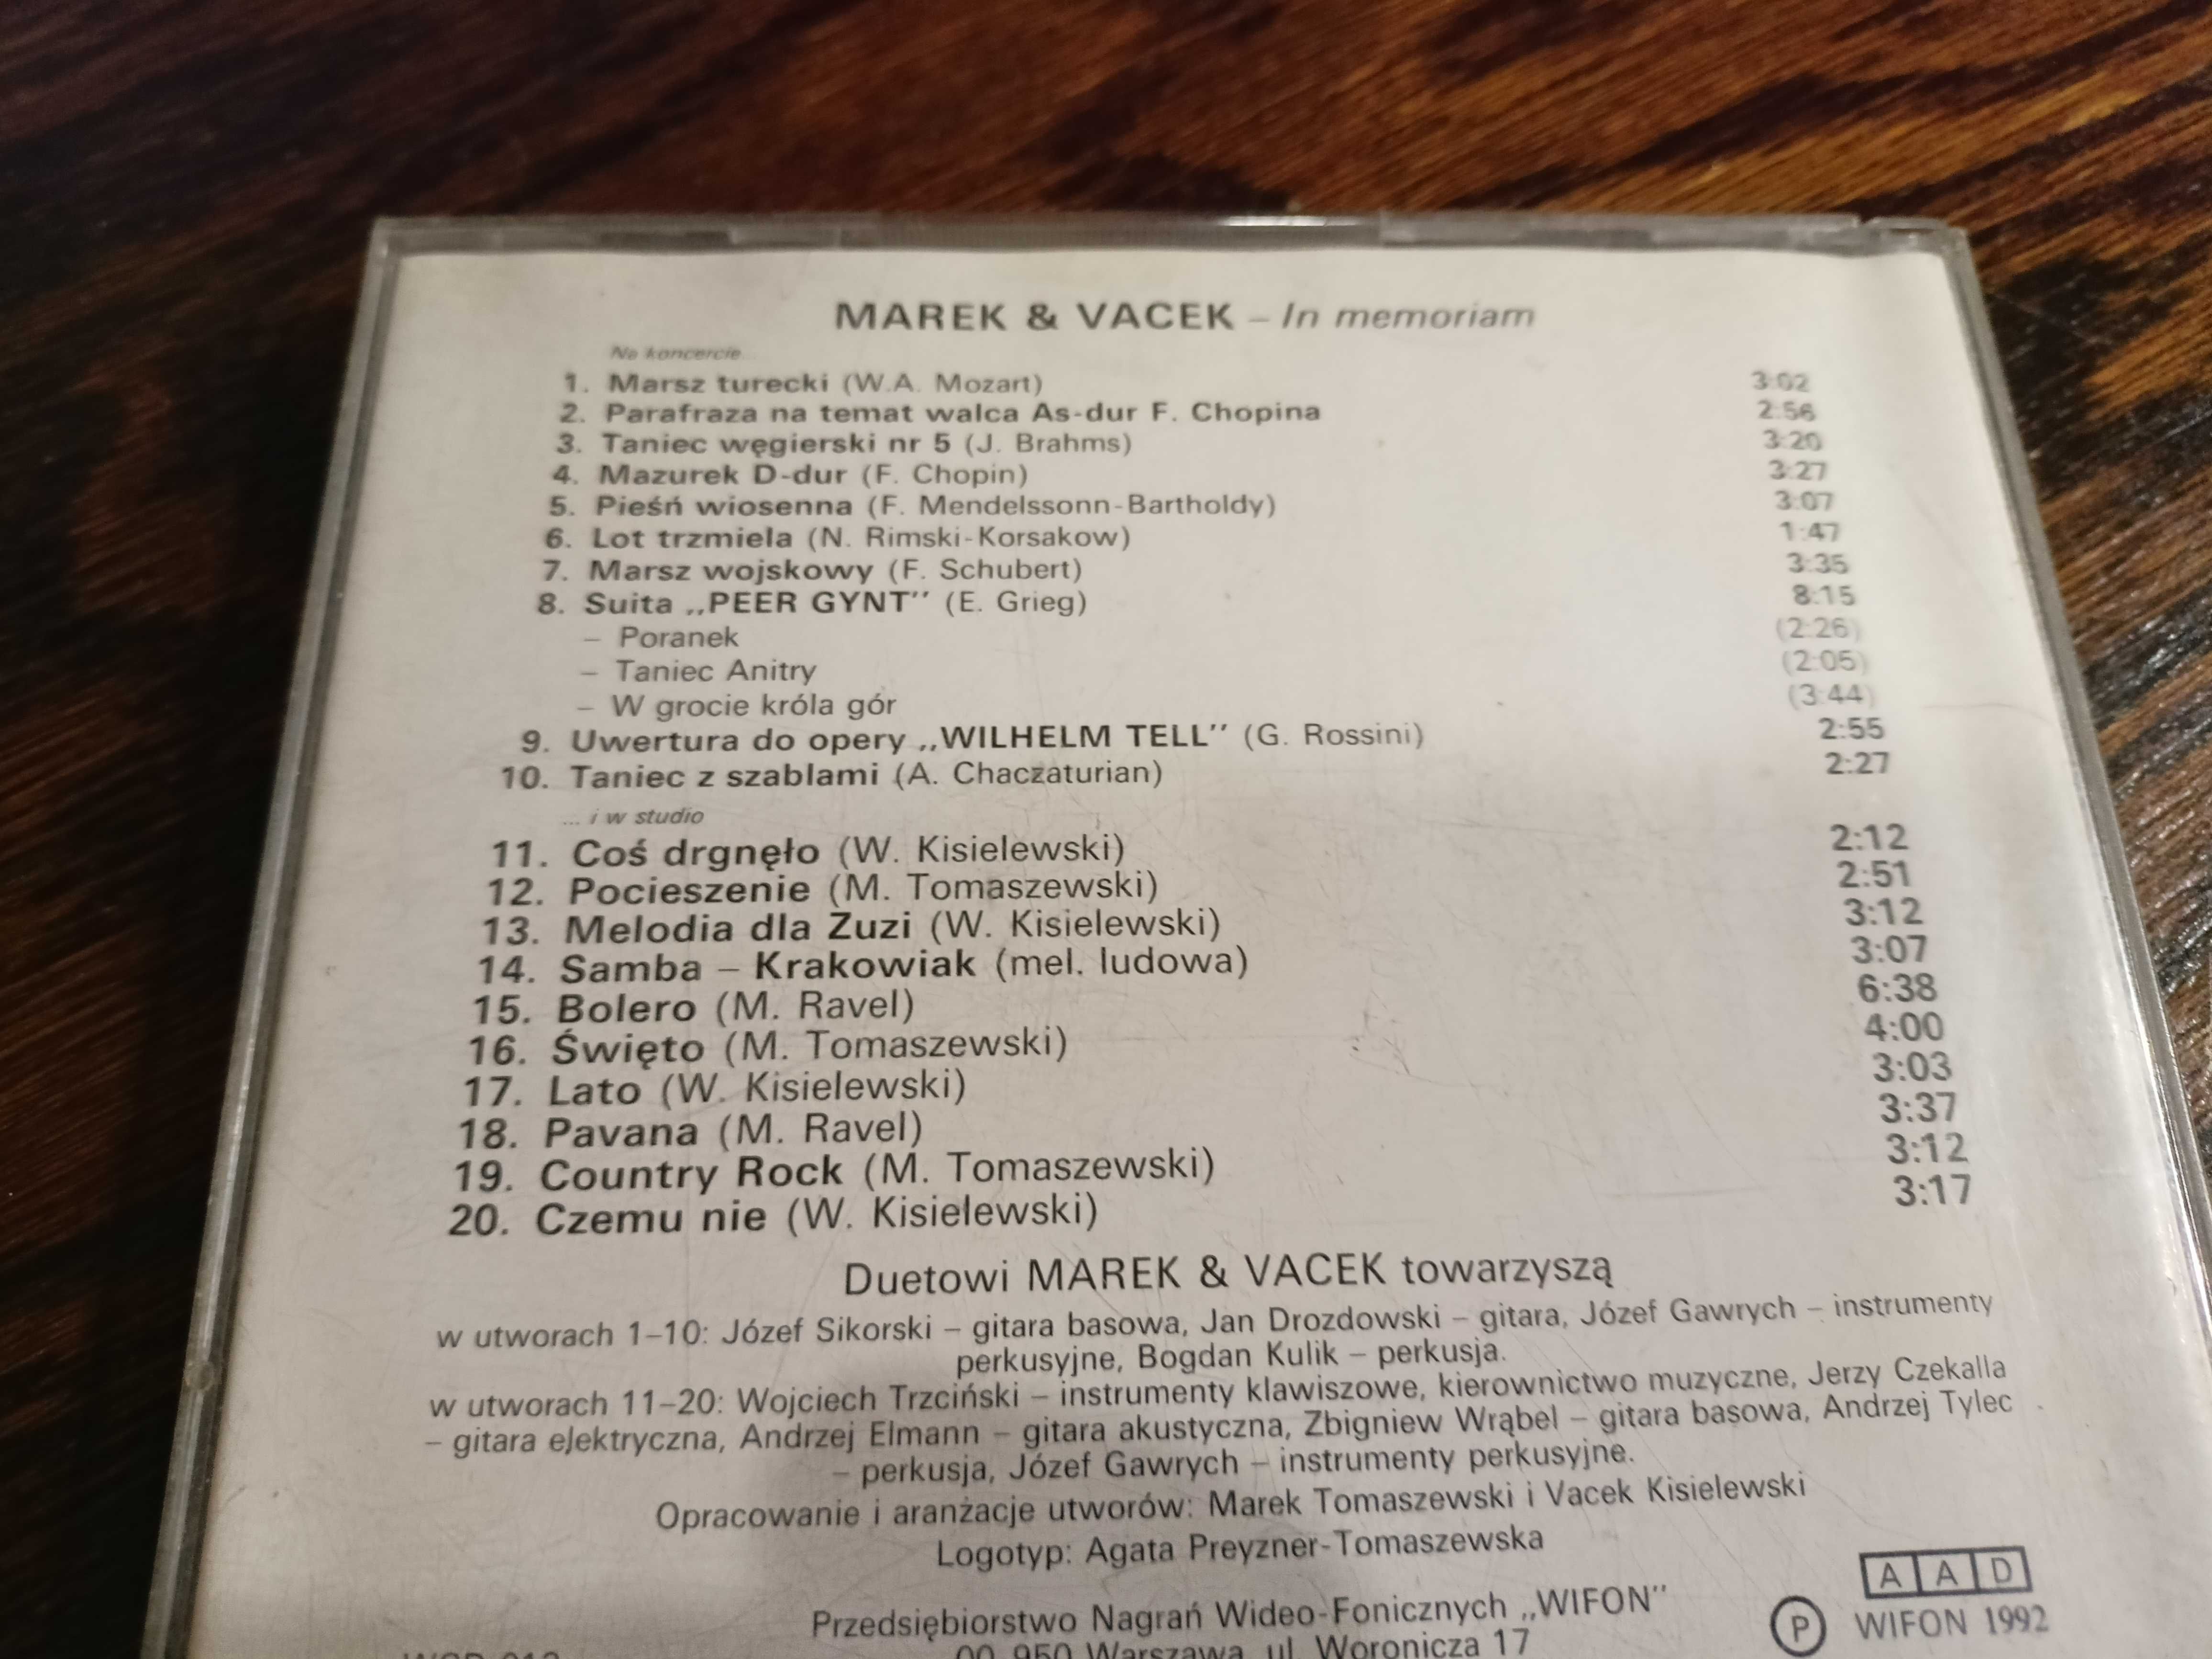 MAREK & VACEK – In memoriam
Na koncercie...
1. Marsz turecki (W.A. Mozart) 3:02
2. Parafraza na temat walca As-dur F. Chopina 2:56
3. Taniec węgierski nr 5 (J. Brahms) 3:20
4. Mazurek D-dur (F. Chopin) 3:27
5. Pieśń wiosenna (F. Mendelssonn-Bartholdy) 3:07
6. Lot trzmiela (N. Rimski-Korsakow) 1:47
7. Marsz wojskowy (F. Schubert) 3:35
8. Suita „PEER GYNT” (E. Grieg) 8:15
– Poranek (2:26)
– Taniec Anitry (2:05)
– W grocie króla gór (3:44)
9. Uwertura do opery „WILHELM TELL” (G. Rossini) 2:55
10. Taniec z szablami (A. Chaczaturian) 2:27
... i w studio
11. Coś drgnęło (W. Kisielewski) 2:12
12. Pocieszenie (M. Tomaszewski) 2:51
13. Melodia dla Zuzi (W. Kisielewski) 3:12
14. Samba – Krakowiak (mel. ludowa) 3:07
15. Bolero (M. Ravel) 6:38
16. Święto (M. Tomaszewski) 4:00
17. Lato (W. Kisielewski) 3:03
18. Pavana (M. Ravel) 3:37
19. Country Rock (M. Tomaszewski) 3:12
20. Czemu nie (W. Kisielewski) 3:17
Duetowi MAREK & VACEK towarzyszą
w utworach 1–10: Józef Sikorski – gitara basowa, Jan Drozdowski – gitara, Józef Gawrych – instrumenty
perkusyjne, Bogdan Kulik – perkusja.
w utworach 11–20: Wojciech Trzciński – instrumenty klawiszowe, kierownictwo muzyczne, Jerzy Czekalla
– gitara elektryczna, Andrzej Elmann – gitara akustyczna, Zbigniew Wrąbel – gitara basowa, Andrzej Tylec
– perkusja, Józef Gawrych – instrumenty perkusyjne.
Opracowanie i aranżacje utworów: Marek Tomaszewski i Vacek Kisielewski
Logotyp: Agata Preyzner-Tomaszewska
A A D
Przedsiębiorstwo Nagrań Wideo-Fonicznych „WIFON”
Ⓟ WIFON 1992
00-950 Warszawa, ul. Woronicza 17